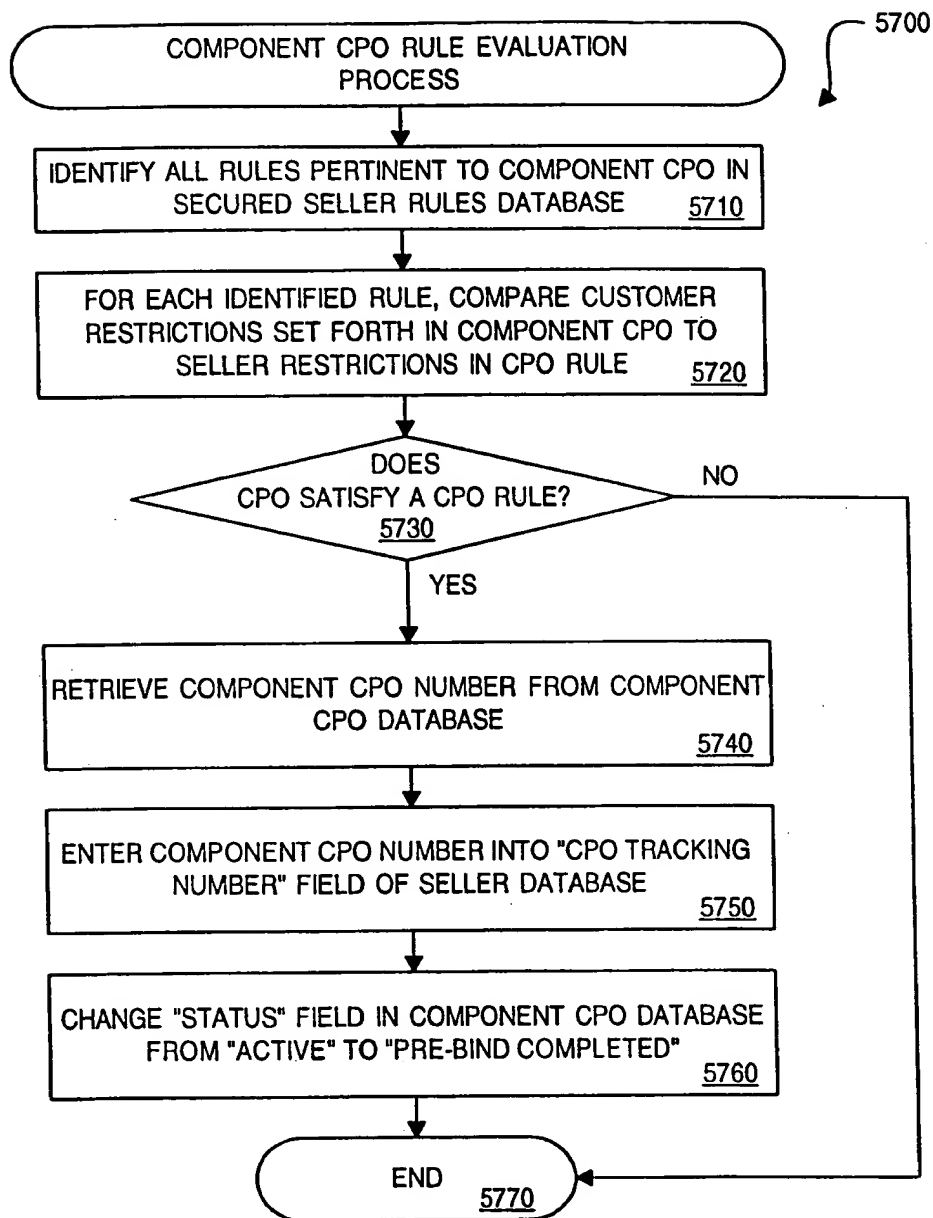 5700
COMPONENT CPO RULE EVALUATION
PROCESS
IDENTIFY ALL RULES PERTINENT TO COMPONENT CPO IN
SECURED SELLER RULES DATABASE 5710
FOR EACH IDENTIFIED RULE, COMPARE CUSTOMER
RESTRICTIONS SET FORTH IN COMPONENT CPO TO
SELLER RESTRICTIONS IN CPO RULE 5720
DOES
CPO SATISFY A CPO RULE?
5730
NO
YES
RETRIEVE COMPONENT CPO NUMBER FROM COMPONENT
CPO DATABASE
5740
ENTER COMPONENT CPO NUMBER INTO "CPO TRACKING
NUMBER" FIELD OF SELLER DATABASE
5750
CHANGE "STATUS" FIELD IN COMPONENT CPO DATABASE
FROM "ACTIVE" TO "PRE-BIND COMPLETED"
5760
END
5770